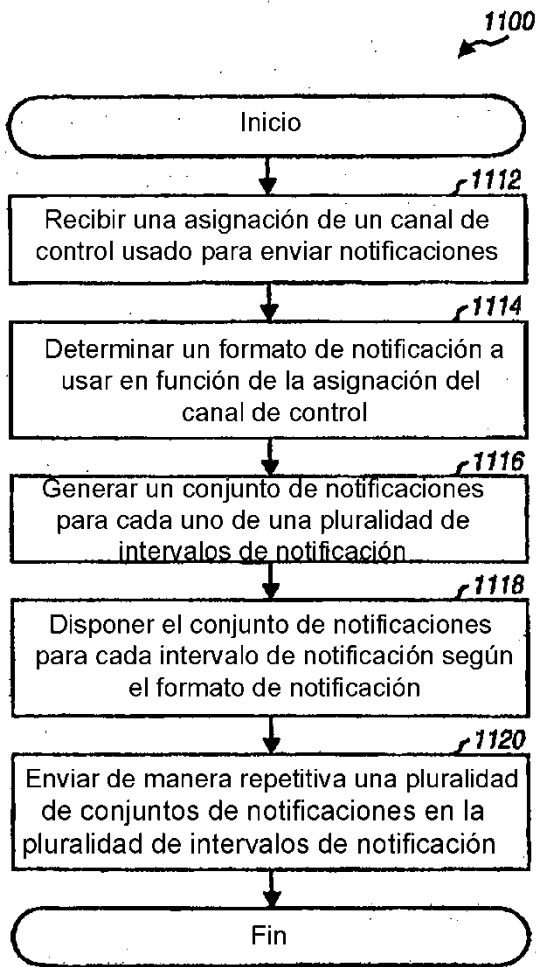 1100
Inicio
1112
Recibir una asignación de un canal de
control usado para enviar notificaciones
1114
Determinar un formato de notificación a
usar en función de la asignación del
canal de control
1116
Generar un conjunto de notificaciones
para cada uno de una pluralidad de
intervalos de notificación
1118
Disponer el conjunto de notificaciones
para cada intervalo de notificación según
el formato de notificación
1120
Enviar de manera repetitiva una pluralidad
de conjuntos de notificaciones en la
pluralidad de intervalos de notificación
Fin